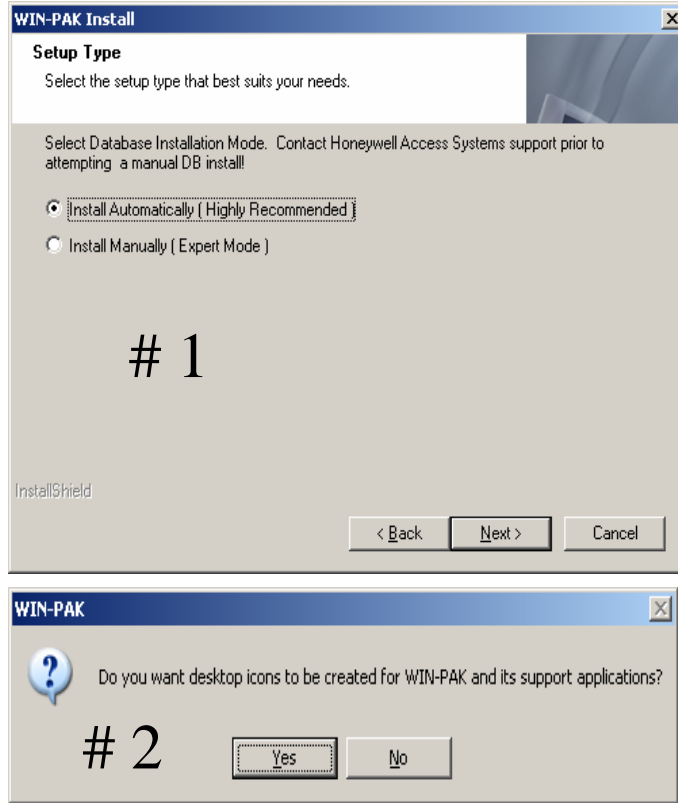 WIN-PAK Install
Setup Type
Select the setup type that best suits your needs.
Select Database Installation Mode. Contact Honeywell Access Systems support prior to
attempting a manual DB install!
Install Automatically ( Highly Recommended )
Install Manually ( Expert Mode )
# 1
InstallShield
< Back Next > Cancel
WIN-PAK
Do you want desktop icons to be created for WIN-PAK and its support applications?
# 2
Yes No